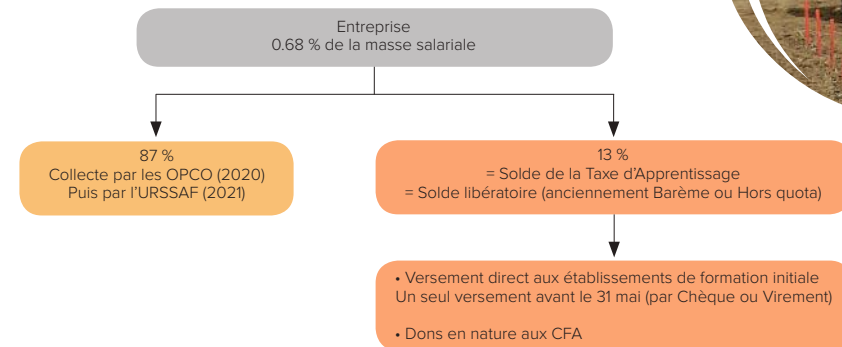 Entreprise
0.68 % de la masse salariale
87 %
Collecte par les OPCO (2020)
Puis par l'URSSAF (2021)
13 %
= Solde de la Taxe d'Apprentissage
= Solde libératoire (anciennement Barème ou Hors quota)
• Versement direct aux établissements de formation initiale
Un seul versement avant le 31 mai (par Chèque ou Virement)
• Dons en nature aux CFA